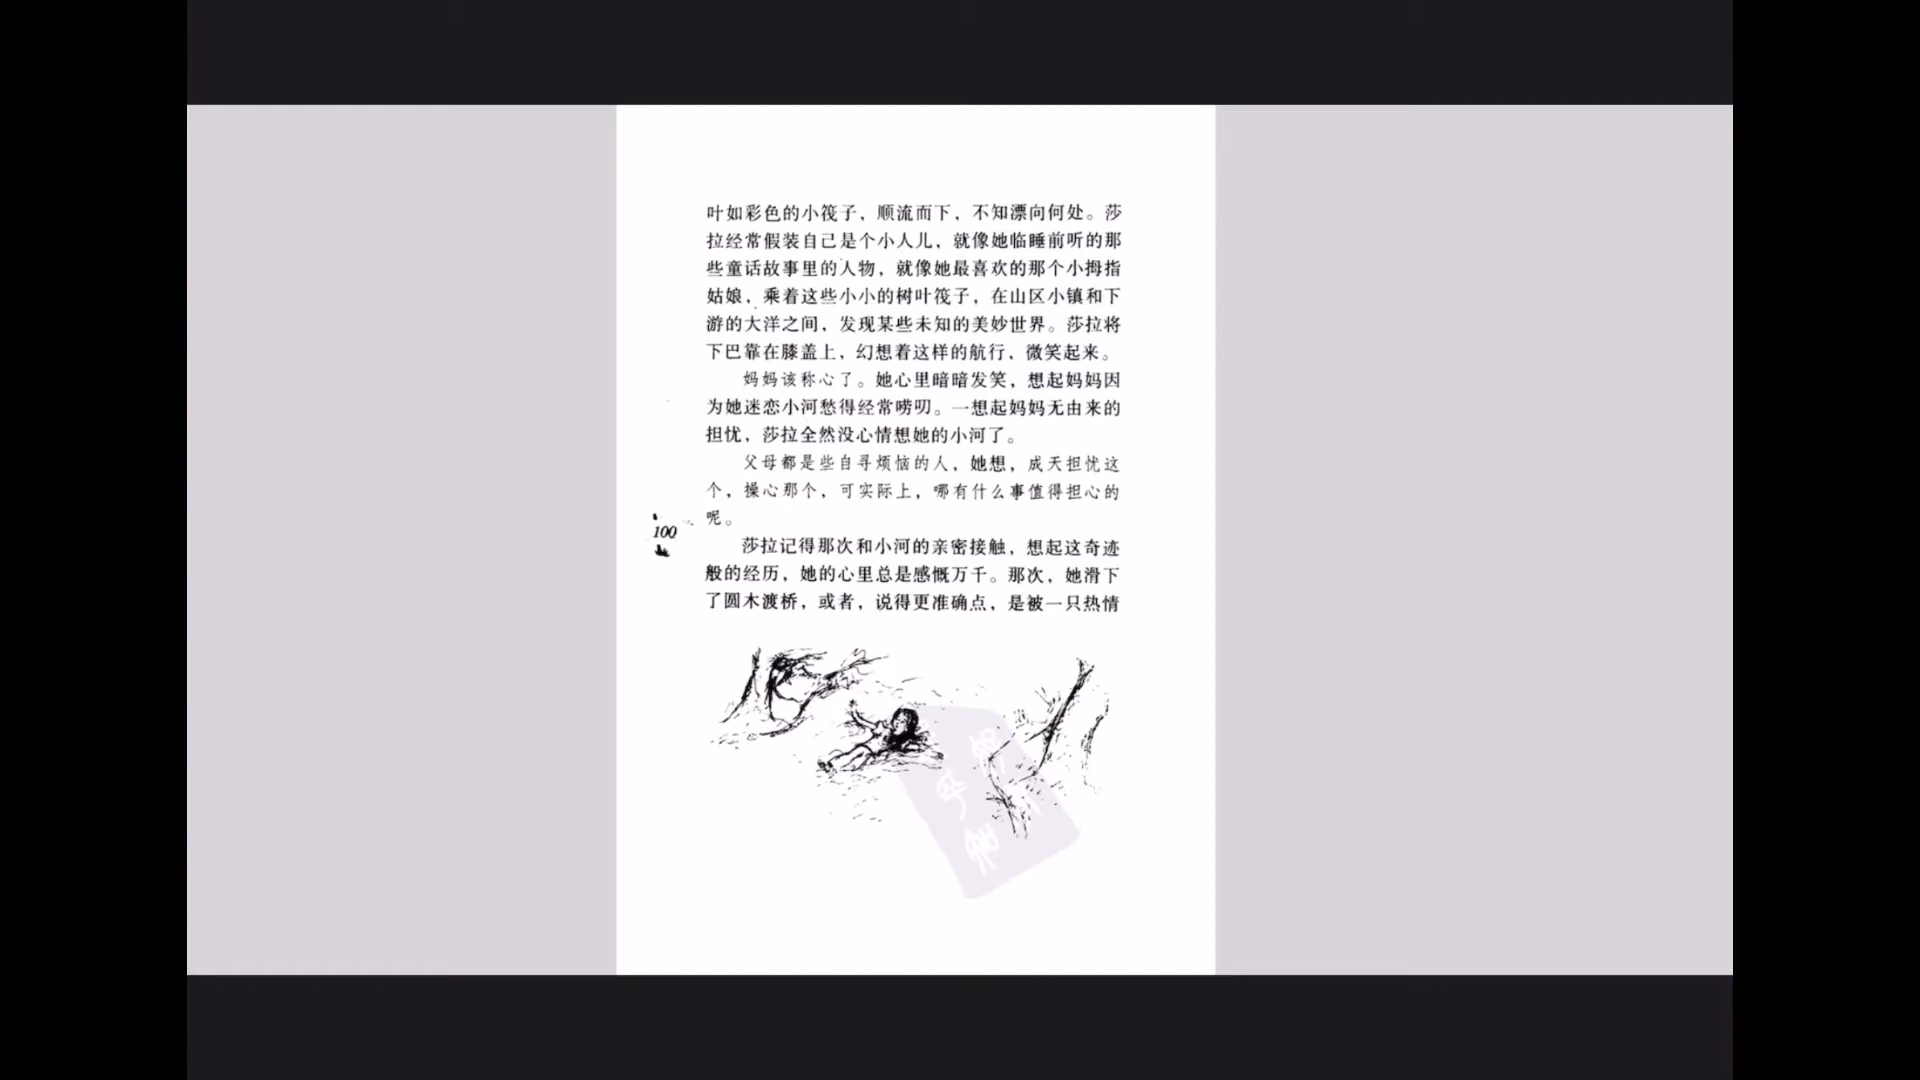 叶如彩色的小筏子，顺流而下，不知漂向何处。莎
拉经常假装自己是个小人儿，就像她临睡前听的那
些童话故事里的人物，就像她最喜欢的那个小拇指
姑娘，乘着这些小小的树叶筏子，在山区小镇和下
游的大洋之间，发现某些未知的美妙世界。莎拉将
下巴靠在膝盖上，幻想着这样的航行，微笑起来。
妈妈该称心了。她心里暗暗发笑，想起妈妈因
为她迷恋小河愁得经常唠叨。一想起妈妈无由来的
担忧，莎拉全然没心情想她的小河了。
父母都是些自寻烦恼的人，她想，成天担忧这
个，操心那个，可实际上，哪有什么事值得担心的
呢。
100
莎拉记得那次和小河的亲密接触，想起这奇迹
般的经历，她的心里总是感慨万千。那次，她滑下
了圆木渡桥，或者，说得更准确点，是被一只热情